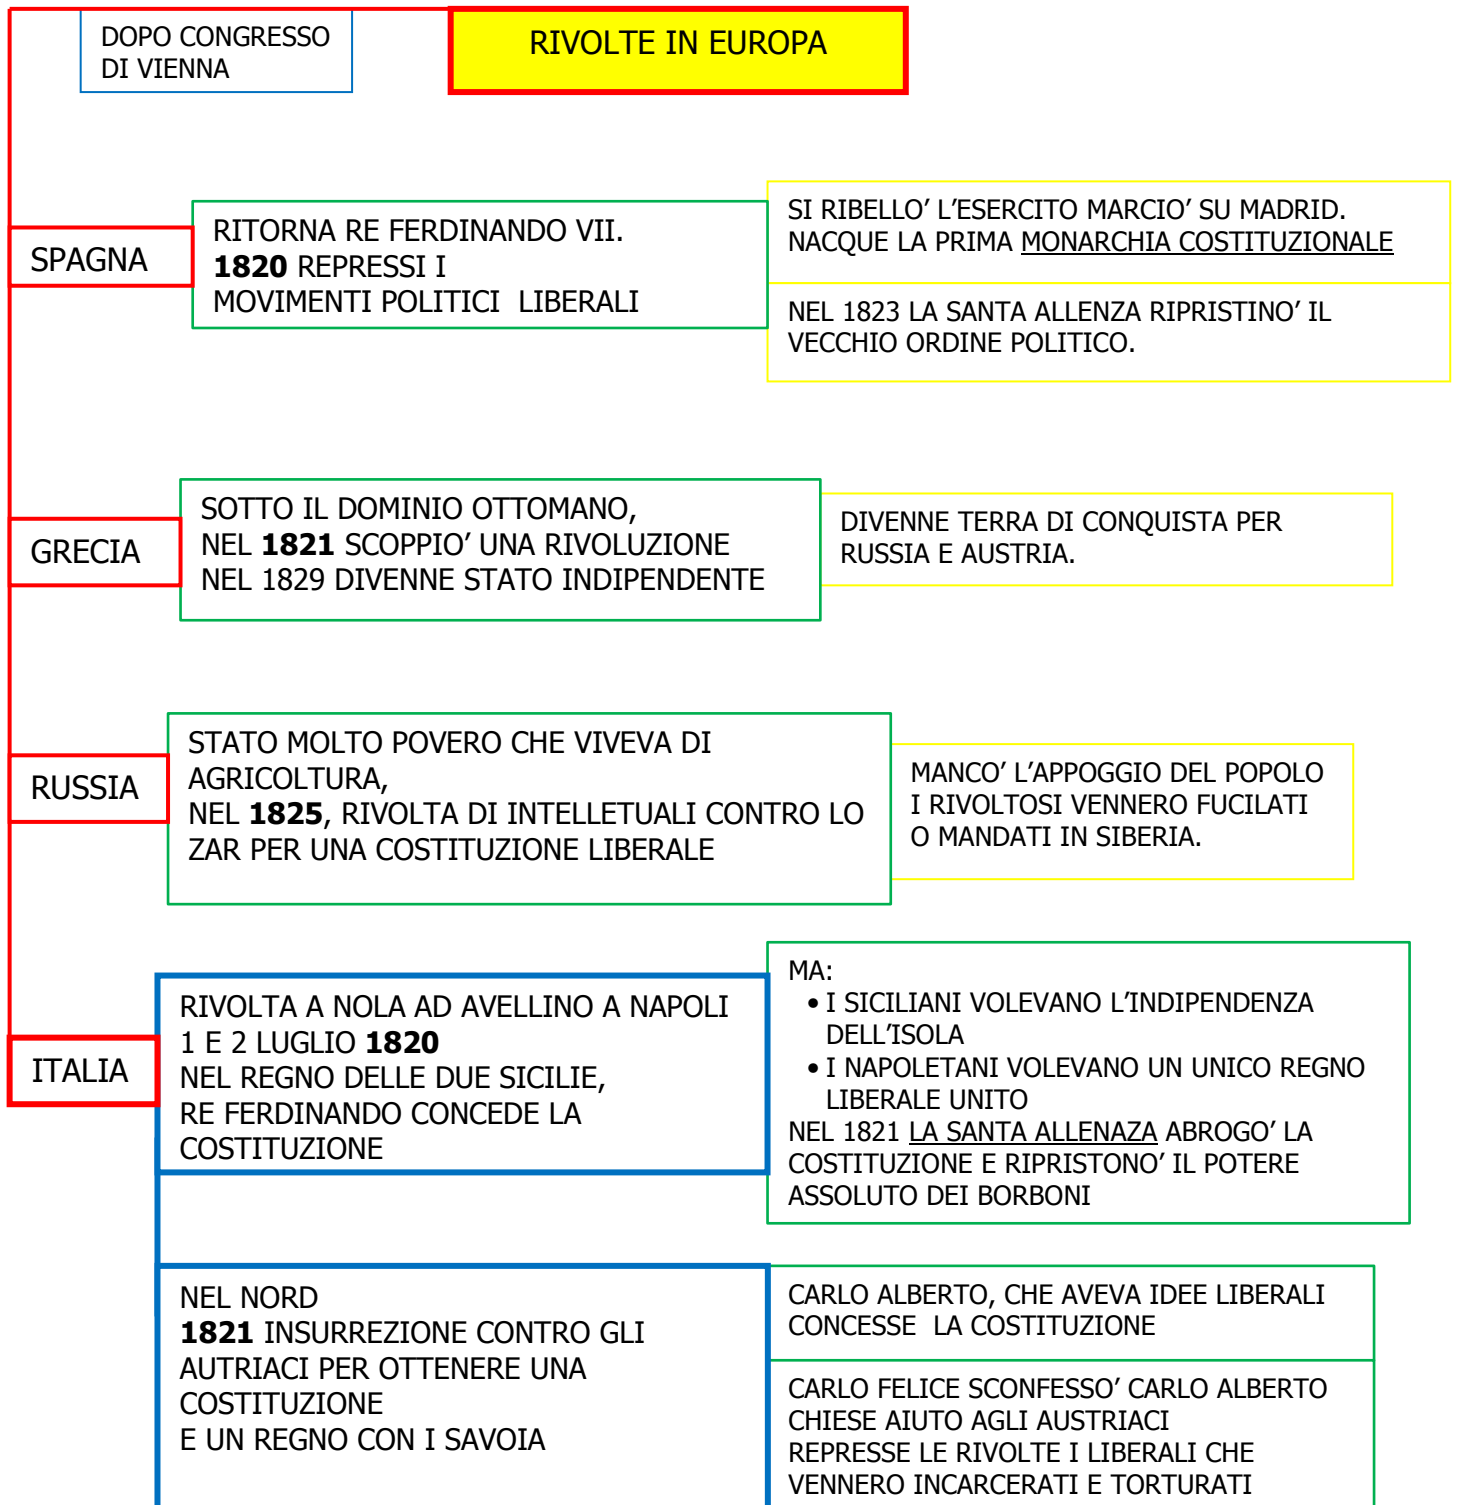 DOPO CONGRESSO
DI VIENNA
RIVOLTE IN EUROPA
SPAGNA
RITORNA RE FERDINANDO VII.
1820 REPRESSI I
MOVIMENTI POLITICI LIBERALI
SI RIBELLO’ L’ESERCITO MARCIO’ SU MADRID.
NACQUE LA PRIMA MONARCHIA COSTITUZIONALE
NEL 1823 LA SANTA ALLENZA RIPRISTINO’ IL
VECCHIO ORDINE POLITICO.
GRECIA
SOTTO IL DOMINIO OTTOMANO,
NEL 1821 SCOPPIO’ UNA RIVOLUZIONE
NEL 1829 DIVENNE STATO INDIPENDENTE
DIVENNE TERRA DI CONQUISTA PER
RUSSIA E AUSTRIA.
RUSSIA
STATO MOLTO POVERO CHE VIVEVA DI
AGRICOLTURA,
NEL 1825, RIVOLTA DI INTELLETUALI CONTRO LO
ZAR PER UNA COSTITUZIONE LIBERALE
MANCO’ L’APPOGGIO DEL POPOLO
I RIVOLTOSI VENNERO FUCILATI
O MANDATI IN SIBERIA.
ITALIA
RIVOLTA A NOLA AD AVELLINO A NAPOLI
1 E 2 LUGLIO 1820
NEL REGNO DELLE DUE SICILIE,
RE FERDINANDO CONCEDE LA
COSTITUZIONE
MA:
• I SICILIANI VOLEVANO L’INDIPENDENZA
DELL’ISOLA
• I NAPOLETANI VOLEVANO UN UNICO REGNO
LIBERALE UNITO
NEL 1821 LA SANTA ALLENAZA ABROGO’ LA
COSTITUZIONE E RIPRISTONO’ IL POTERE
ASSOLUTO DEI BORBONI
NEL NORD
1821 INSURREZIONE CONTRO GLI
AUTRIACI PER OTTENERE UNA
COSTITUZIONE
E UN REGNO CON I SAVOIA
CARLO ALBERTO, CHE AVEVA IDEE LIBERALI
CONCESSE LA COSTITUZIONE
CARLO FELICE SCONFESSO’ CARLO ALBERTO
CHIESE AIUTO AGLI AUSTRIACI
REPRESSE LE RIVOLTE I LIBERALI CHE
VENNERO INCARCERATI E TORTURATI